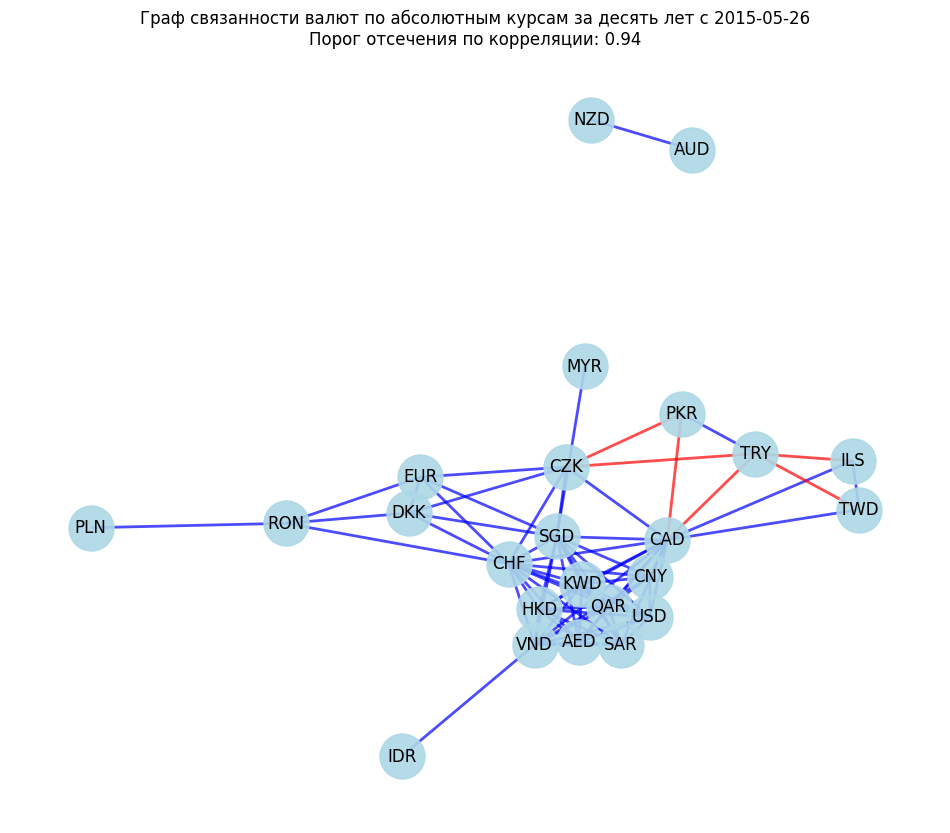 Граф связанности валют по абсолютным курсам за десять лет с 2015-05-26
Порог отсечения по корреляции: 0.94
NZD
AUD
MYR
PKR
TRY
ILS
CZK
EUR
TWD
DKK
RON
PLN
SGD
CAD
CHF
CNY
KWD
QAR
HKD
USD
VND
AED
SAR
IDR